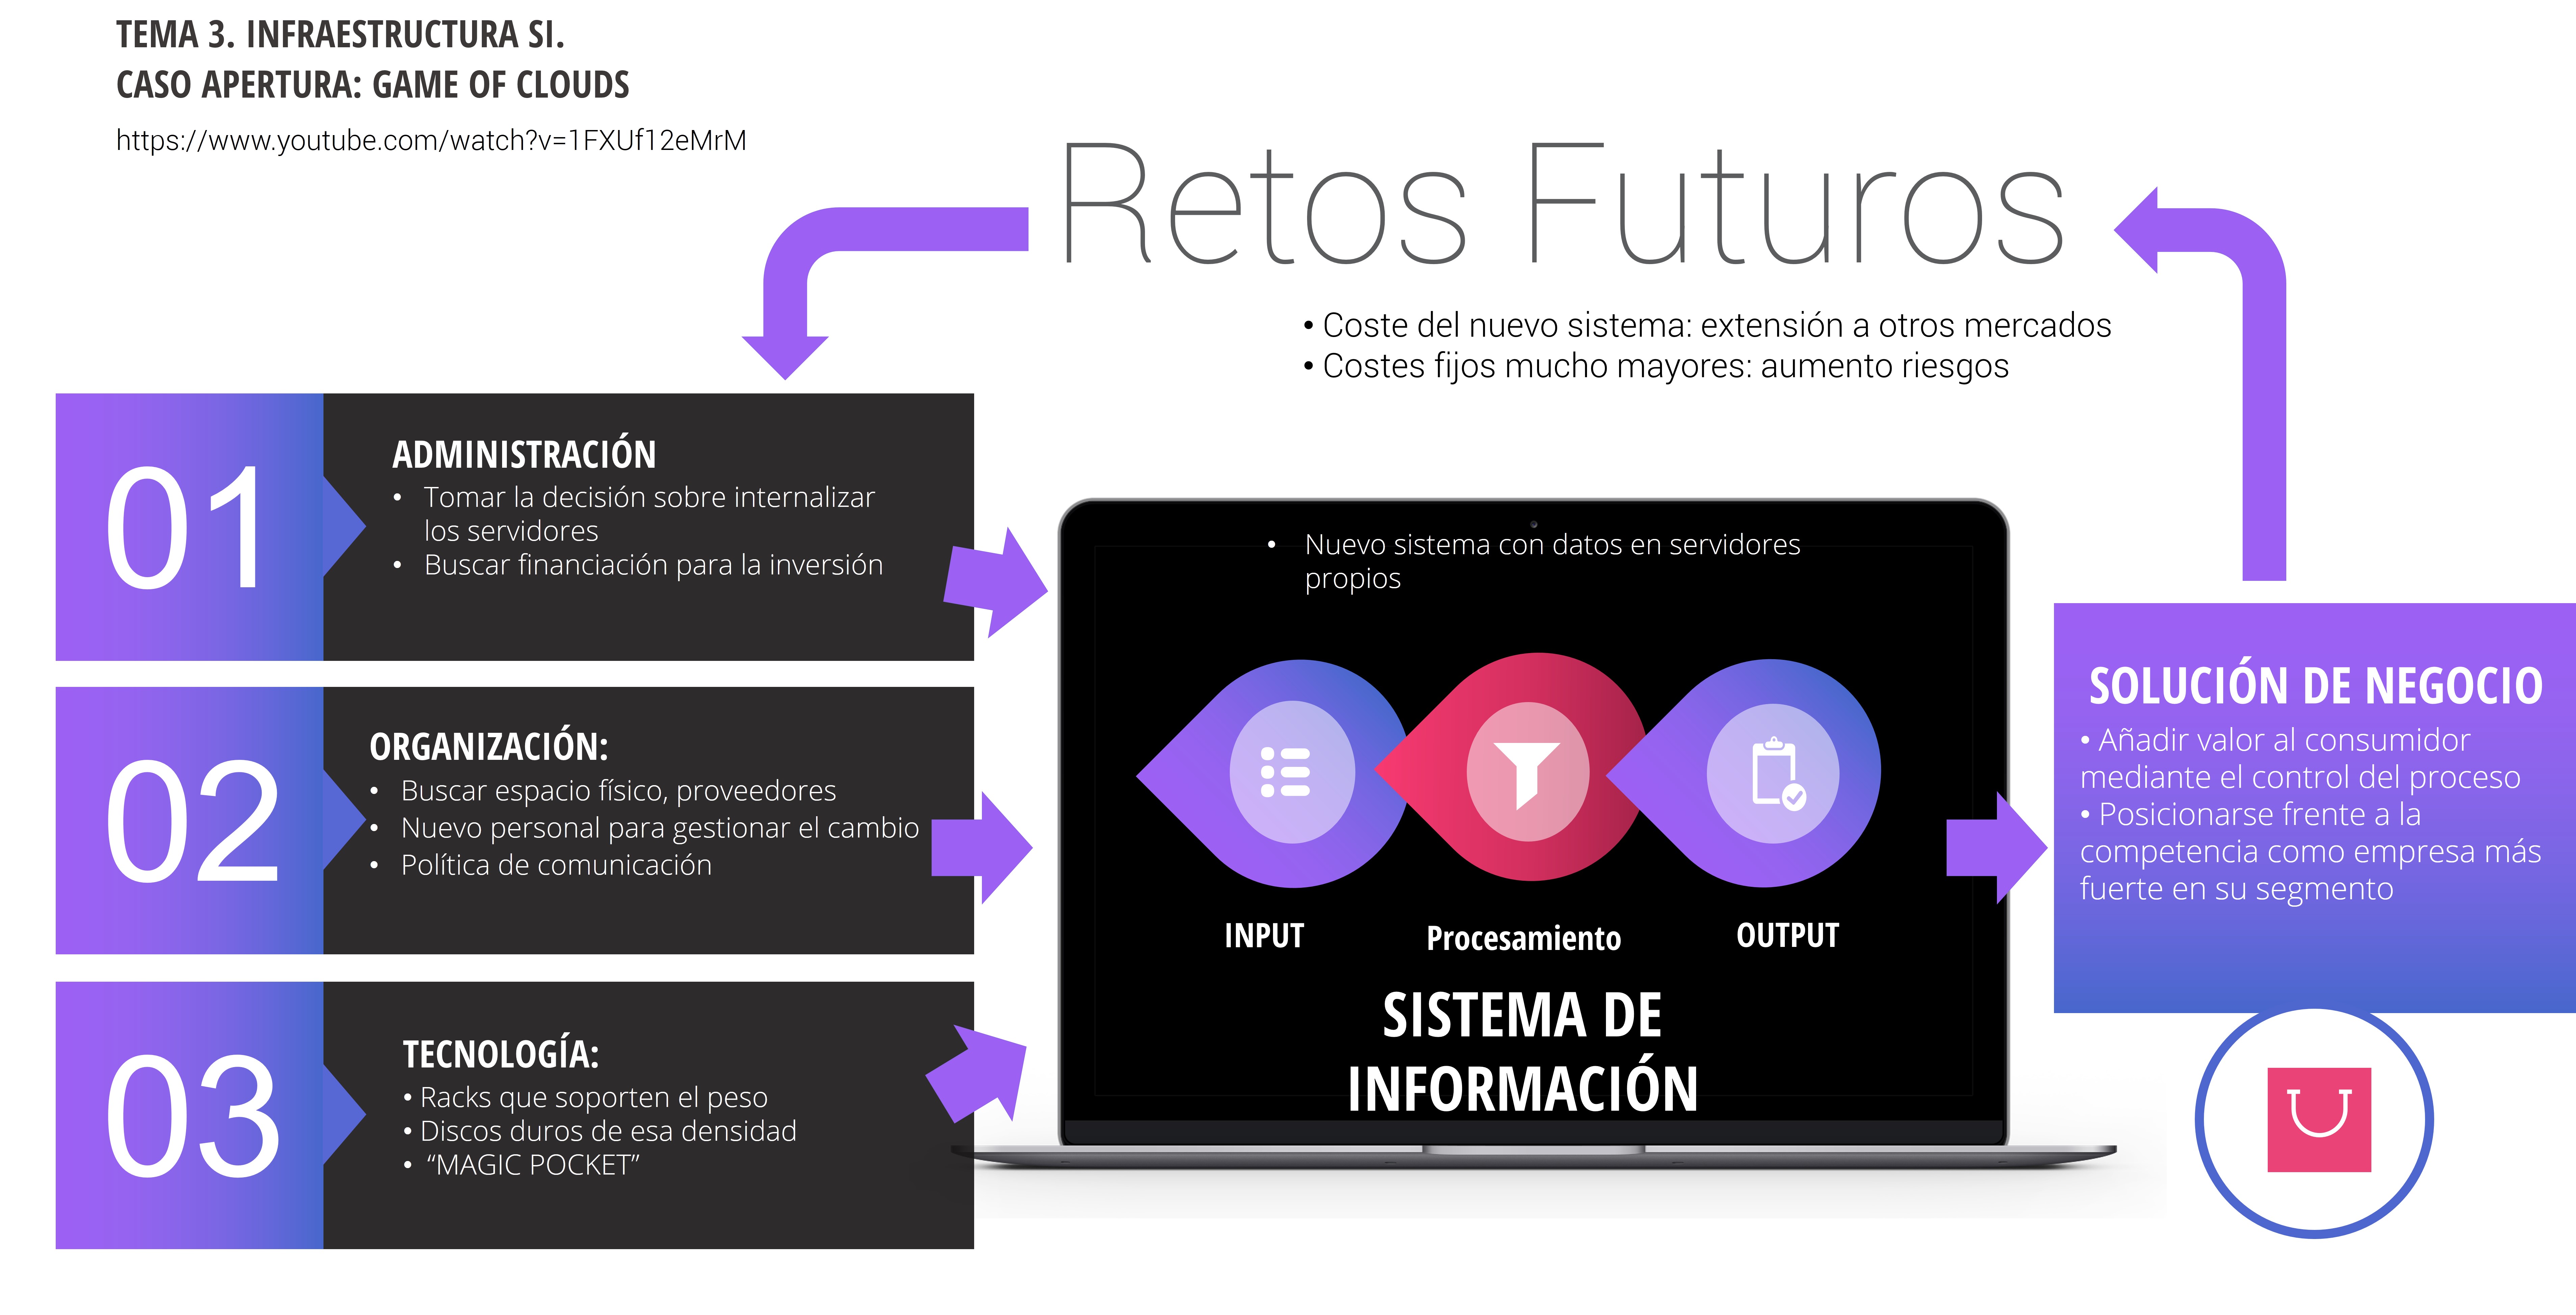 TEMA 3. INFRAESTRUCTURA SI.
CASO APERTURA: GAME OF CLOUDS
https://www.youtube.com/watch?v=1FXUf12eMrM
Retos Futuros
• Coste del nuevo sistema: extensión a otros mercados
• Costes fijos mucho mayores: aumento riesgos
01
ADMINISTRACIÓN
• Tomar la decisión sobre internalizar
los servidores
• Buscar financiación para la inversión
02
ORGANIZACIÓN:
• Buscar espacio físico, proveedores
• Nuevo personal para gestionar el cambio
• Política de comunicación
03
TECNOLOGÍA:
• Racks que soporten el peso
• Discos duros de esa densidad
• “MAGIC POCKET”
• Nuevo sistema con datos en servidores
propios
INPUT
Procesamiento
OUTPUT
SISTEMA DE
INFORMACIÓN
SOLUCIÓN DE NEGOCIO
• Añadir valor al consumidor
mediante el control del proceso
• Posicionarse frente a la
competencia como empresa más
fuerte en su segmento